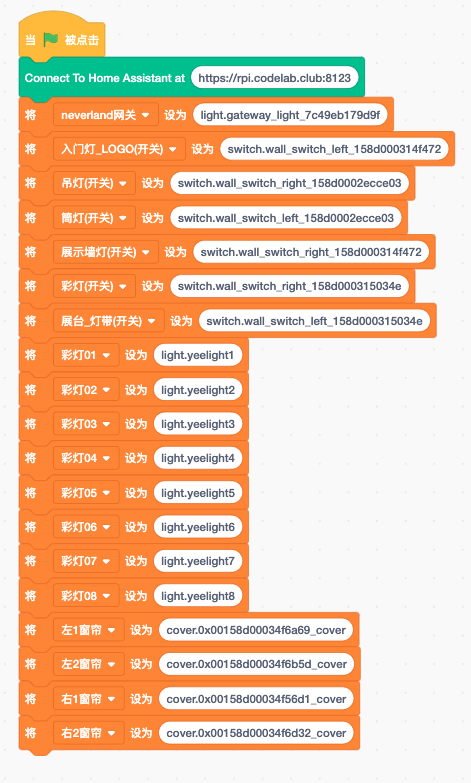 当 被点击
Connect To Home Assistant at https://rpi.codelab.club:8123
将 neverland网关 设为 light.gateway_light_7c49eb179d9f
将 入门灯_LOGO(开关) 设为 switch.wall_switch_left_158d000314f472
将 吊灯(开关) 设为 switch.wall_switch_right_158d0002ecce03
将 筒灯(开关) 设为 switch.wall_switch_left_158d0002ecce03
将 展示墙灯(开关) 设为 switch.wall_switch_right_158d000314f472
将 彩灯(开关) 设为 switch.wall_switch_right_158d000315034e
将 展台_灯带(开关) 设为 switch.wall_switch_left_158d000315034e
将 彩灯01 设为 light.yeelight1
将 彩灯02 设为 light.yeelight2
将 彩灯03 设为 light.yeelight3
将 彩灯04 设为 light.yeelight4
将 彩灯05 设为 light.yeelight5
将 彩灯06 设为 light.yeelight6
将 彩灯07 设为 light.yeelight7
将 彩灯08 设为 light.yeelight8
将 左1窗帘 设为 cover.0x00158d00034f6a69_cover
将 左2窗帘 设为 cover.0x00158d00034f6b5d_cover
将 右1窗帘 设为 cover.0x00158d00034f56d1_cover
将 右2窗帘 设为 cover.0x00158d00034f6d32_cover